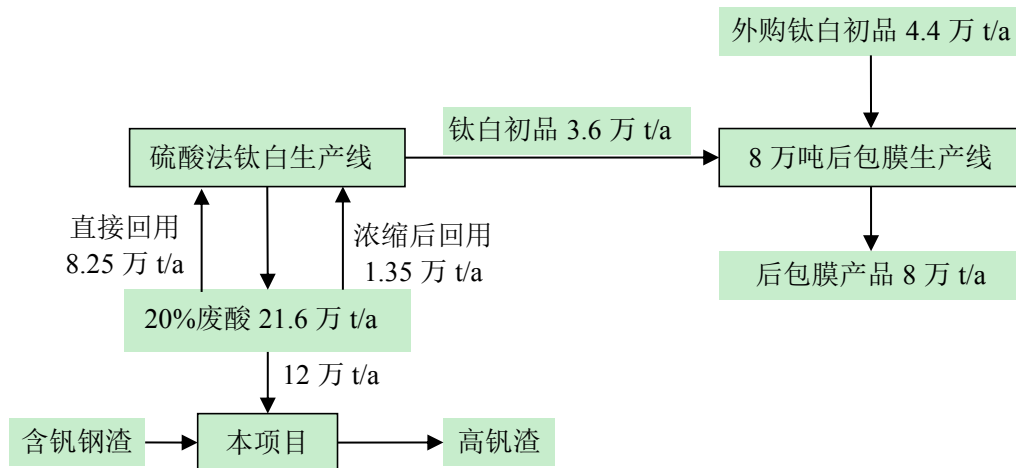 外购钛白初品 4.4 万 t/a
钛白初品 3.6 万 t/a
硫酸法钛白生产线
8 万吨后包膜生产线
直接回用
8.25 万 t/a
浓缩后回用
1.35 万 t/a
后包膜产品 8 万 t/a
20%废酸 21.6 万 t/a
12 万 t/a
含钒钢渣
本项目
高钒渣